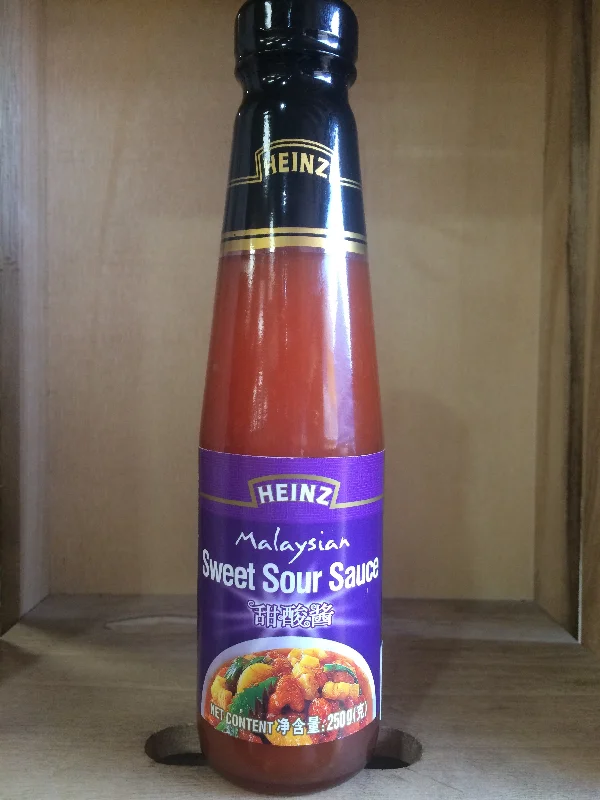 HEINZ
HEINZ
Malaysian
Sweet Sour Sauce
甜酸酱
NET CONTENT 净含量:250g(克)